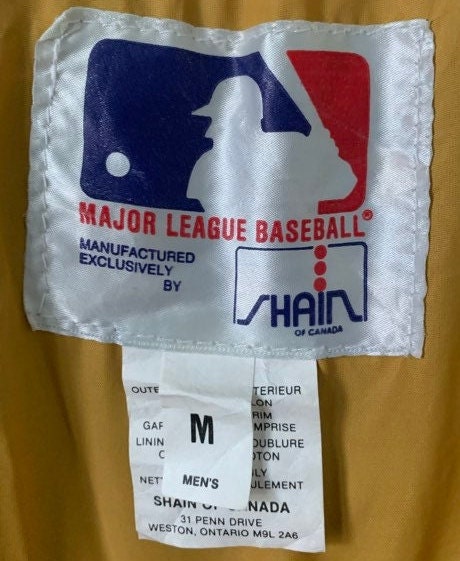 MAJOR LEAGUE BASEBALL®
MANUFACTURED
EXCLUSIVELY
BY
SHAIN
OF CANADA
M
MEN'S
SHAIN OF CANADA
31 PENN DRIVE
WESTON, ONTARIO M9L 2A6